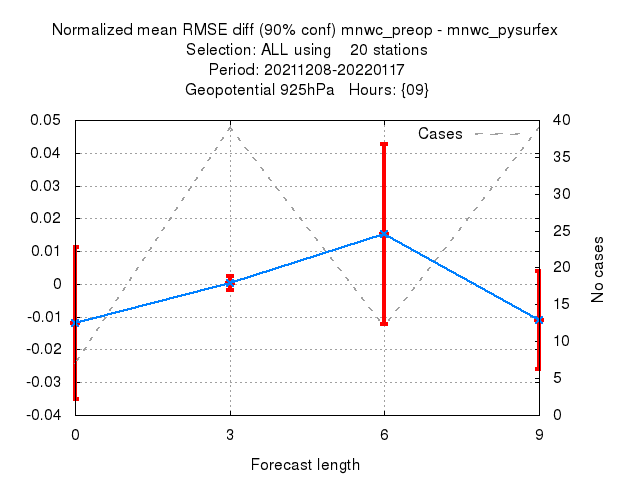 Normalized mean RMSE diff (90% conf) mnwc_preop - mnwc_pysurfex
Selection: ALL using 20 stations
Period: 20211208-20220117
Geopotential 925hPa Hours: {09}
Cases
0.05
0.04
0.03
0.02
0.01
0
-0.01
-0.02
-0.03
-0.04
40
35
30
25
20
15
10
5
0
No cases
0 3 6 9
Forecast length